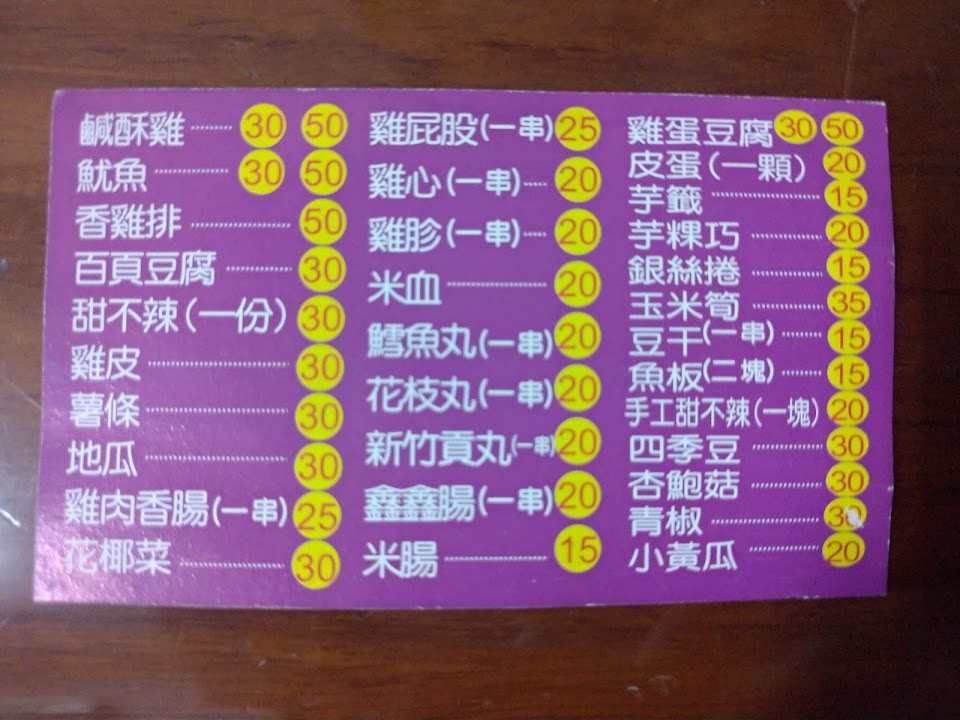 鹹酥雞 30 50
魷魚 30 50
香雞排 50
百頁豆腐 30
甜不辣(一份) 30
雞皮 30
薯條 30
地瓜 30
雞肉香腸(一串) 25
花椰菜 30
雞屁股(一串) 25
雞心(一串) 20
雞胗(一串) 20
米血 20
鱈魚丸(一串) 20
花枝丸(一串) 20
新竹貢丸(一串) 20
鑫鑫腸(一串) 20
米腸 15
雞蛋豆腐 30 50
皮蛋(一顆) 20
芋籤 15
芋粿巧 20
銀絲捲 15
玉米筍 35
豆干(一串) 15
魚板(二塊) 15
手工甜不辣(一塊) 20
四季豆 30
杏鮑菇 30
青椒 30
小黃瓜 20